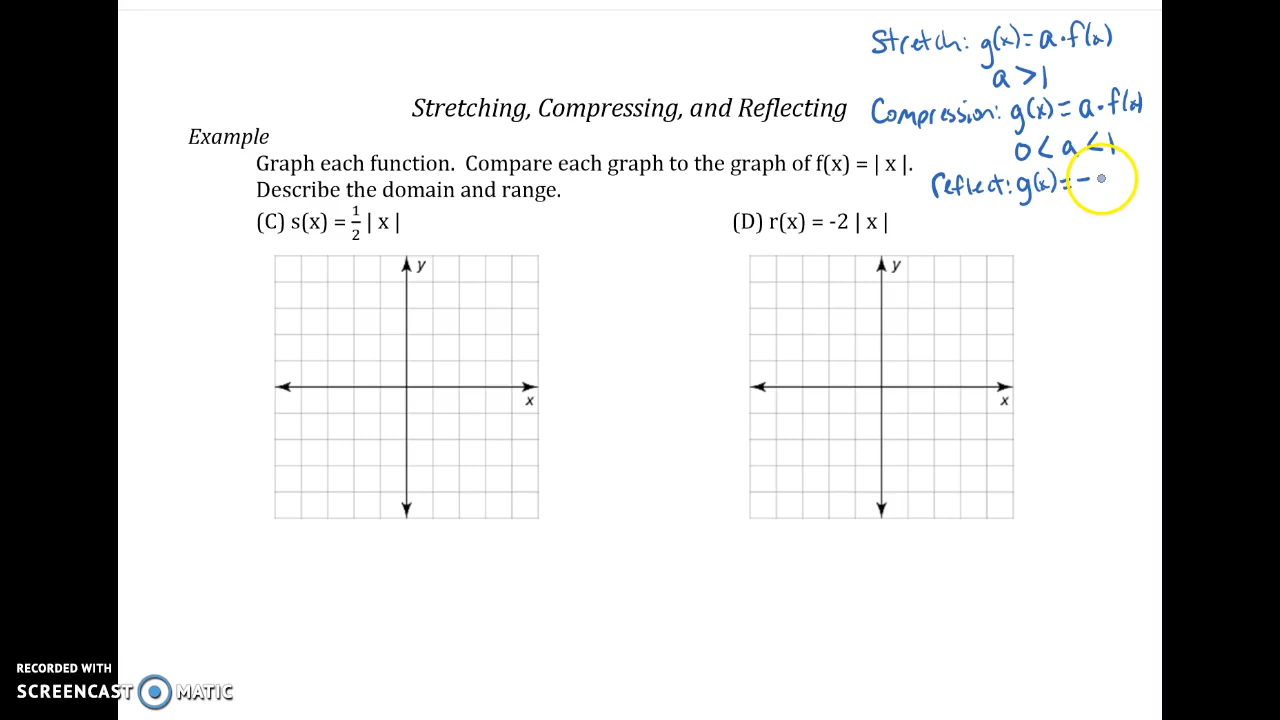 Stretch: g(x)= a·f(x)
a >1
Stretching, Compressing, and Reflecting
Compression: g(x) = a·f(x)
Example
0 < a < 1
Graph each function. Compare each graph to the graph of f(x) = | x |.
reflect: g(x)= -
Describe the domain and range.
(C) s(x) = 1/2 | x |
(D) r(x) = -2 | x |
y
y
x
x
RECORDED WITH
SCREENCAST MATIC